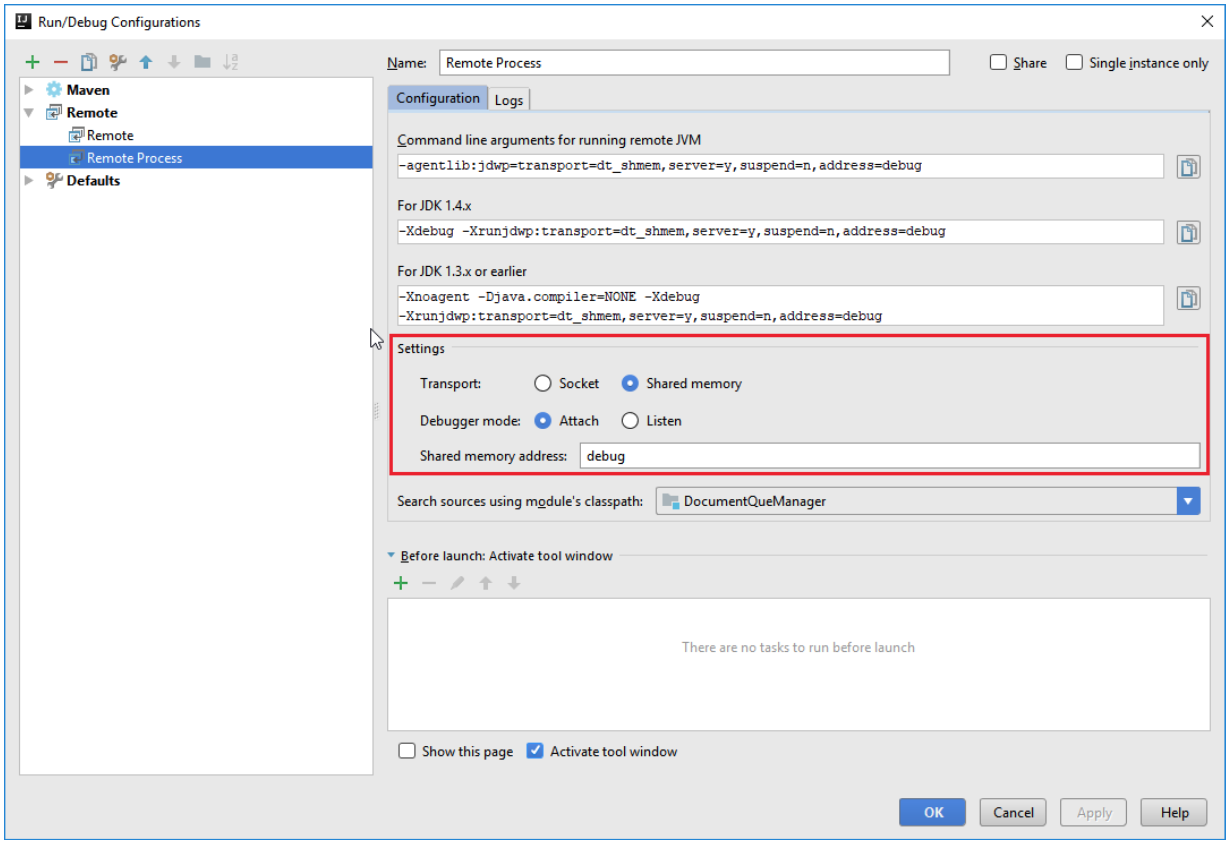 Run/Debug Configurations
Name: Remote Process Share Single instance only
Maven
Remote
Remote
Remote Process
Defaults
Configuration Logs
Command line arguments for running remote JVM
-agentlib:jdwp=transport=dt_shmem,server=y,suspend=n,address=debug
For JDK 1.4.x
-Xdebug -Xrunjdwp:transport=dt_shmem,server=y,suspend=n,address=debug
For JDK 1.3.x or earlier
-Xnoagent -Djava.compiler=NONE -Xdebug
-Xrunjdwp:transport=dt_shmem,server=y,suspend=n,address=debug
Settings
Transport: Socket Shared memory
Debugger mode: Attach Listen
Shared memory address: debug
Search sources using module's classpath: DocumentQueManager
Before launch: Activate tool window
There are no tasks to run before launch
Show this page Activate tool window
OK Cancel Apply Help